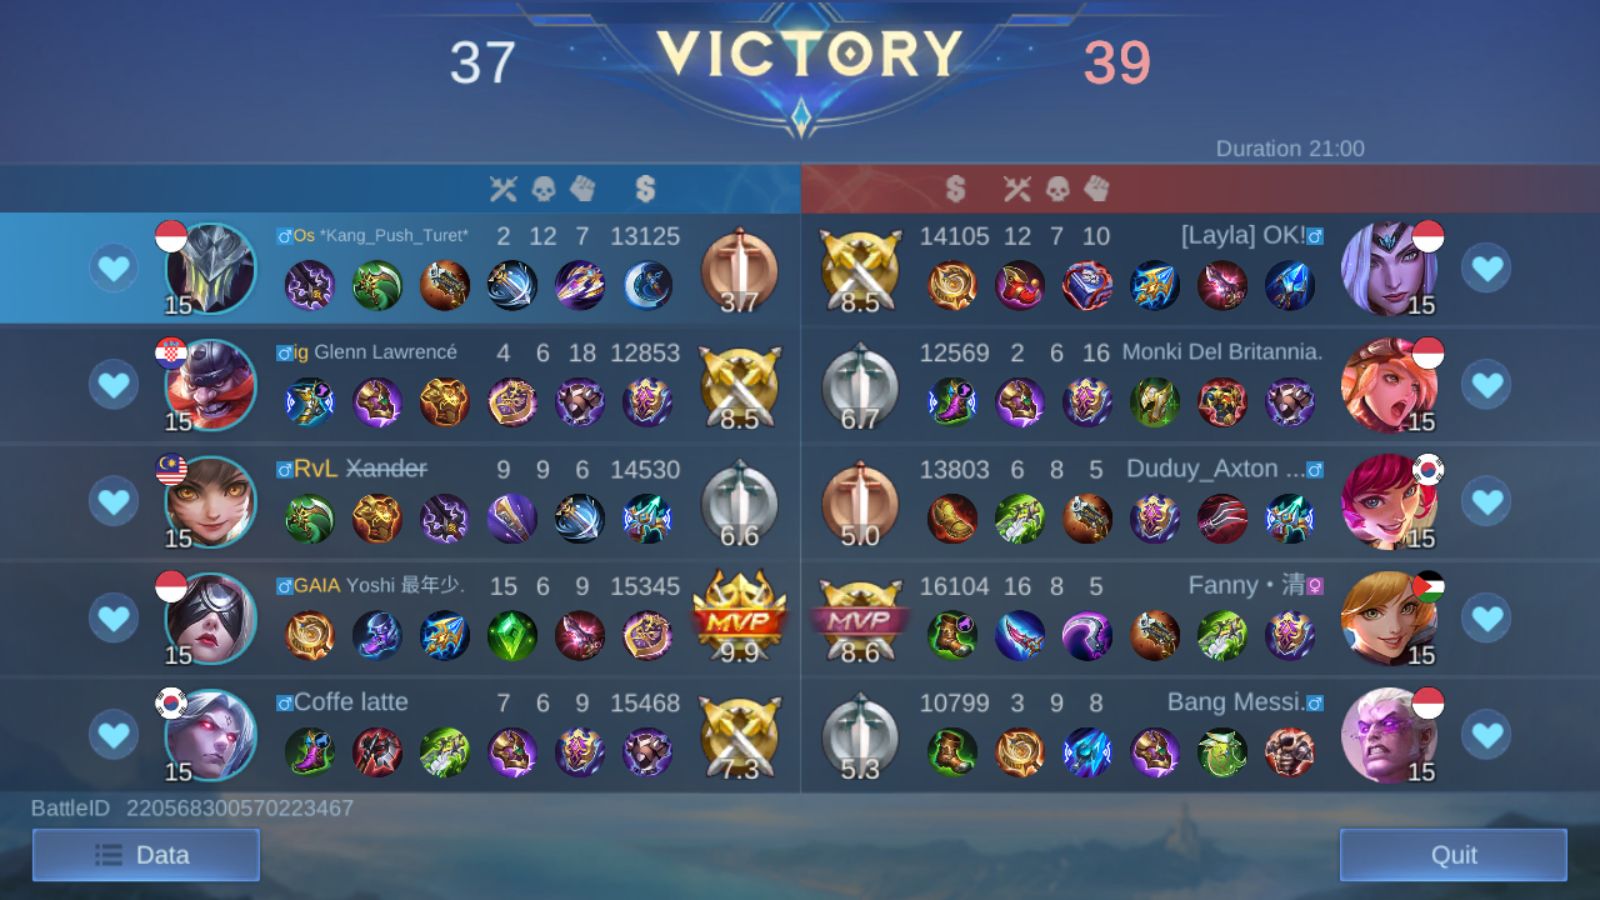 37 VICTORY 39
Duration 21:00
Os *Kang_Push_Turet* 2 12 7 13125
15 3.7
14105 12 7 10 [Layla] OK!
8.5 15
ig Glenn Lawrencé 4 6 18 12853
15 8.5
12569 2 6 16 Monki Del Britannia.
6.7 15
RvL Xander 9 9 6 14530
15 6.6
13803 6 8 5 Duduy_Axton ...
5.0 15
GAIA Yoshi 最年少. 15 6 9 15345
15 MVP 9.9
16104 16 8 5 Fanny・清
MVP 8.6 15
Coffe latte 7 6 9 15468
15 7.3
10799 3 9 8 Bang Messi.
5.3 15
BattleID 220568300570223467
Data Quit